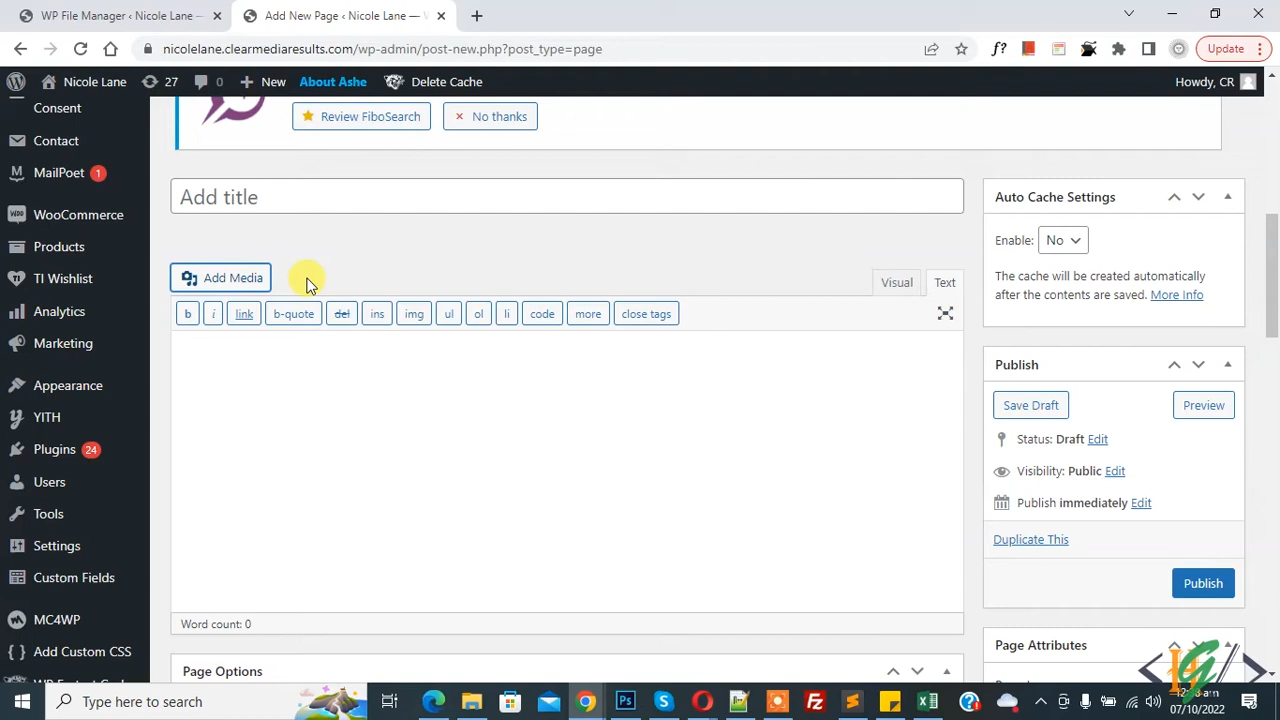 WP File Manager ‹ Nicole Lane —
Add New Page ‹ Nicole Lane —
nicolelane.clearmediaresults.com/wp-admin/post-new.php?post_type=page
f?
Update
Nicole Lane
27
0
New
About Ashe
Delete Cache
Howdy, CR
Consent
Contact
MailPoet 1
WooCommerce
Products
TI Wishlist
Analytics
Marketing
Appearance
YITH
Plugins 24
Users
Tools
Settings
Custom Fields
MC4WP
Add Custom CSS
Review FiboSearch
No thanks
Add title
Add Media
Visual
Text
b
i
link
b-quote
del
ins
img
ul
ol
li
code
more
close tags
Word count: 0
Page Options
Auto Cache Settings
Enable: No
The cache will be created automatically
after the contents are saved. More Info
Publish
Save Draft
Preview
Status: Draft Edit
Visibility: Public Edit
Publish immediately Edit
Duplicate This
Publish
Page Attributes
Type here to search
07/10/2022